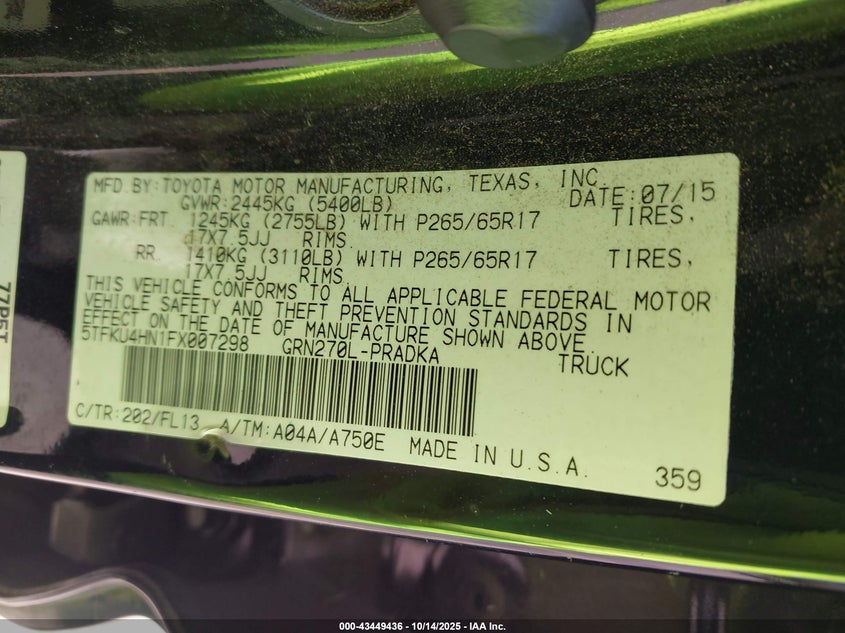 MFD BY: TOYOTA MOTOR MANUFACTURING, TEXAS, INC.
GVWR: 2445KG (5400LB) DATE: 07/15
GAWR: FRT 1245KG (2755LB) WITH P265/65R17 TIRES,
17X7.5JJ RIMS.
RR 1410KG (3110LB) WITH P265/65R17 TIRES,
17X7.5JJ RIMS.
THIS VEHICLE CONFORMS TO ALL APPLICABLE FEDERAL MOTOR
VEHICLE SAFETY AND THEFT PREVENTION STANDARDS IN
EFFECT ON THE DATE OF MANUFACTURE SHOWN ABOVE
5TFKU4HN1FX007298 GRN270L-PRADKA TRUCK
C/TR: 202/FL13 A/TM: A04A/A750E MADE IN U.S.A. 359
77P5T
000-43449436 - 10/14/2025 - IAA Inc.